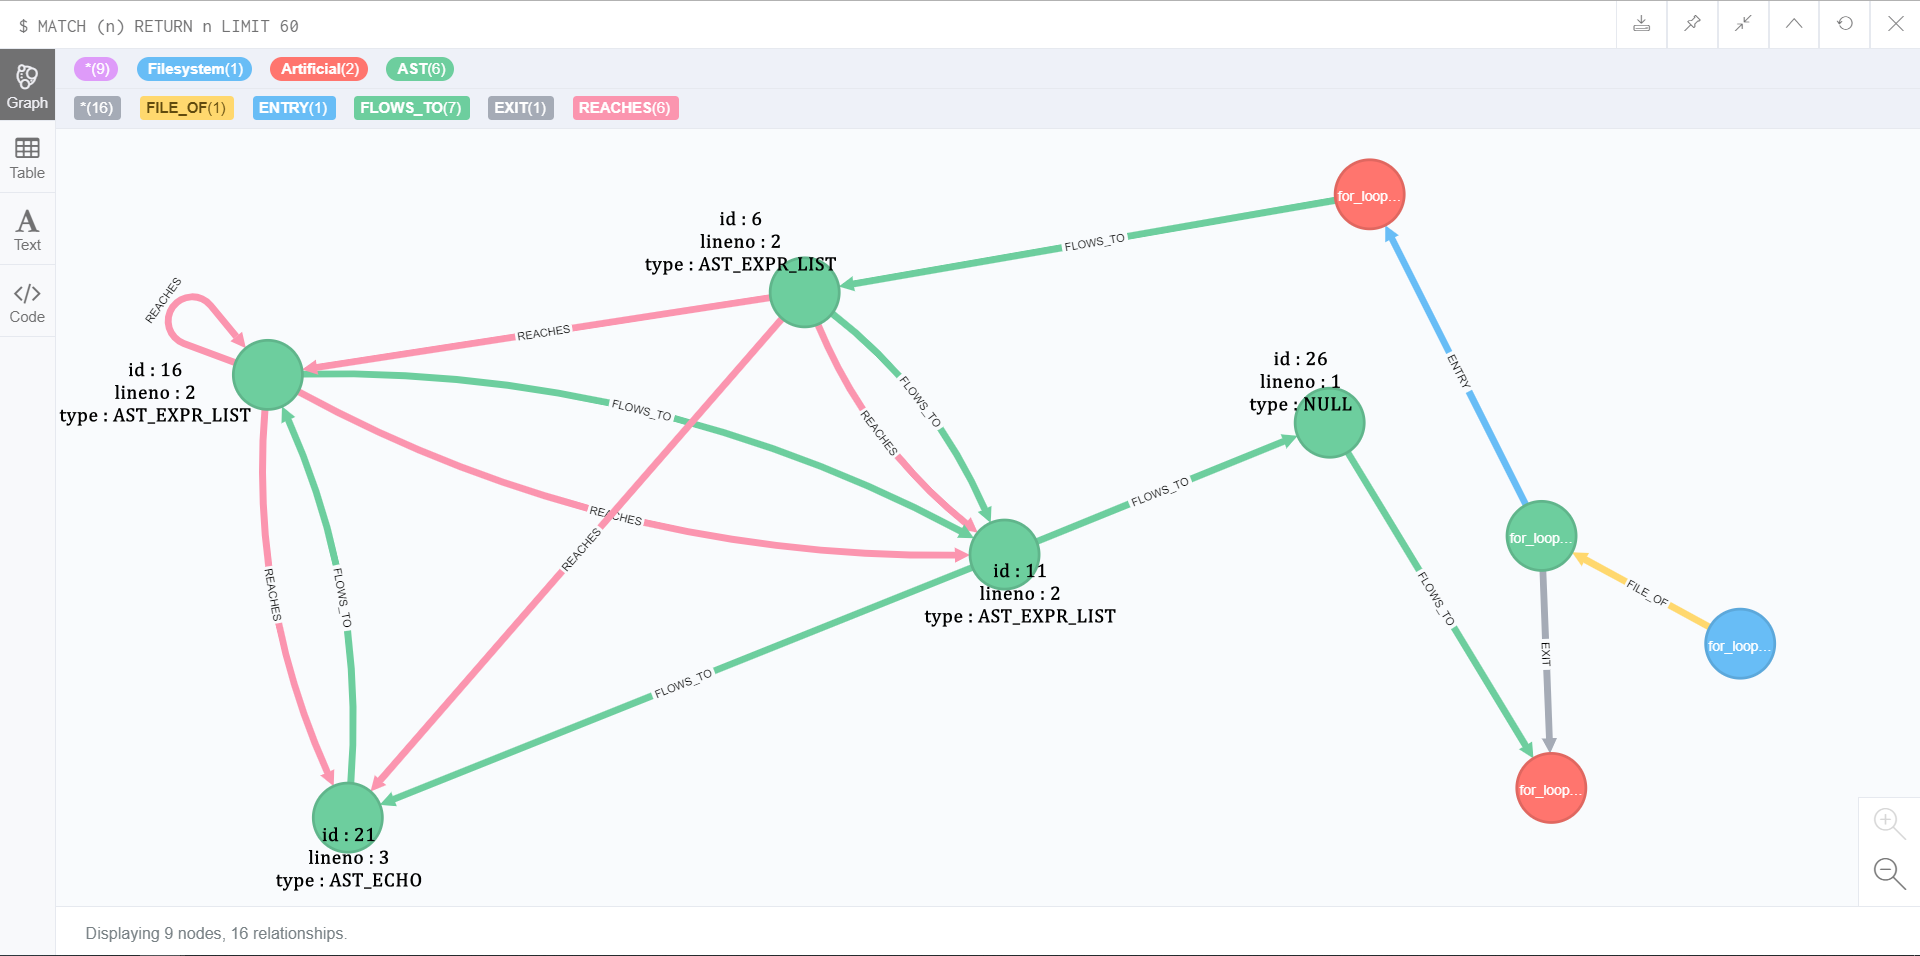 $ MATCH (n) RETURN n LIMIT 60
Graph
Table
Text
Code
*(9) Filesystem(1) Artificial(2) AST(6)
*(16) FILE_OF(1) ENTRY(1) FLOWS_TO(7) EXIT(1) REACHES(6)
for_loop...
FLOWS_TO
id : 6
lineno : 2
type : AST_EXPR_LIST
REACHES
REACHES
FLOWS_TO
REACHES
id : 16
lineno : 2
type : AST_EXPR_LIST
FLOWS_TO
REACHES
REACHES
REACHES
FLOWS_TO
id : 26
lineno : 1
type : NULL
ENTRY
FLOWS_TO
id : 11
lineno : 2
type : AST_EXPR_LIST
for_loop...
FILE_OF
for_loop...
FLOWS_TO
EXIT
FLOWS_TO
for_loop...
id : 21
lineno : 3
type : AST_ECHO
Displaying 9 nodes, 16 relationships.